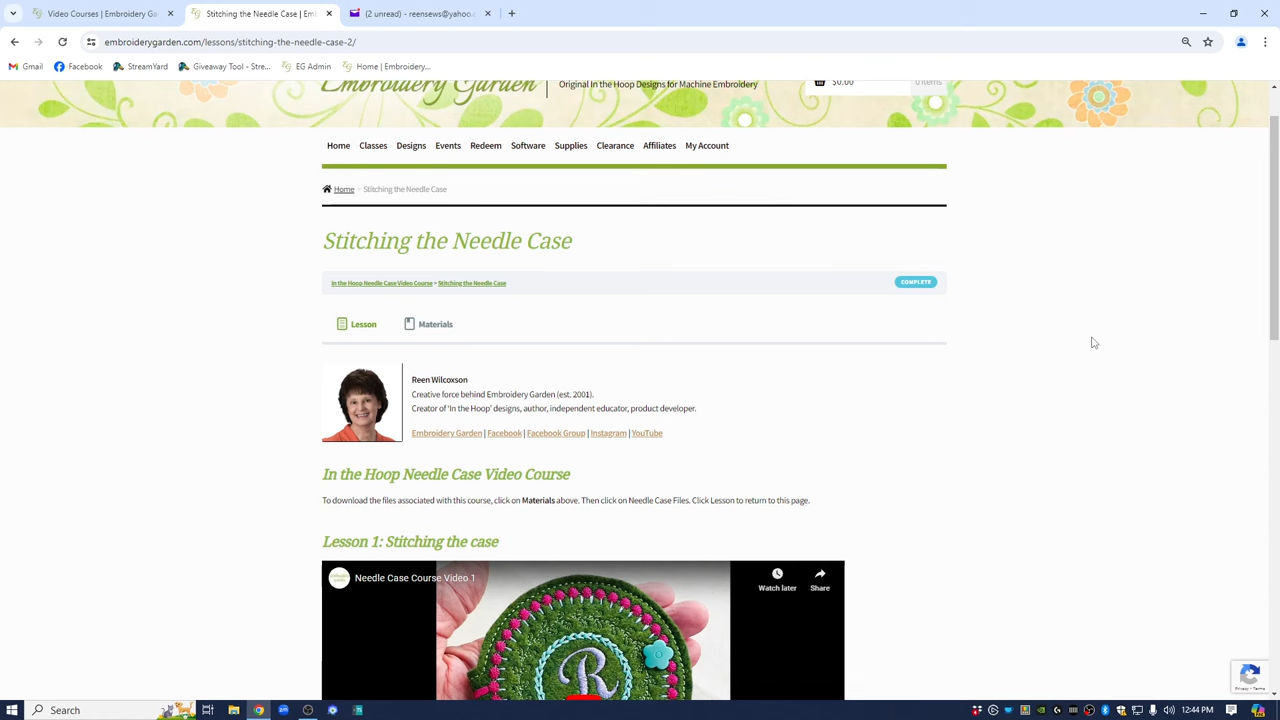 Embroidery Garden | News@
Stitching the Needle Case | Em
(2 unread) - reensews@yahoo.
embroiderygarden.com/lessons/stitching-the-needle-case-2/
Gmail
Facebook
StreamYard
Giveaway Tool - Stre...
EG Admin
Home | Embroidery...
Embroidery Garden
Original In the Hoop Designs for Machine Embroidery
$0.00
0 items
Home Classes Designs Events Redeem Software Supplies Clearance Affiliates My Account
Home › Stitching the Needle Case
Stitching the Needle Case
In the Hoop Needle Case Video Course > Stitching the Needle Case
COMPLETE
Lesson
Materials
Reen Wilcoxson
Creative force behind Embroidery Garden (est. 2001).
Creator of 'In the Hoop' designs, author, independent educator, product developer.
Embroidery Garden | Facebook | Facebook Group | Instagram | YouTube
In the Hoop Needle Case Video Course
To download the files associated with this course, click on Materials above. Then click on Needle Case Files. Click Lesson to return to this page.
Lesson 1: Stitching the case
Needle Case Course Video 1
Watch later
Share
R
Privacy - Terms
Search
12:44 PM